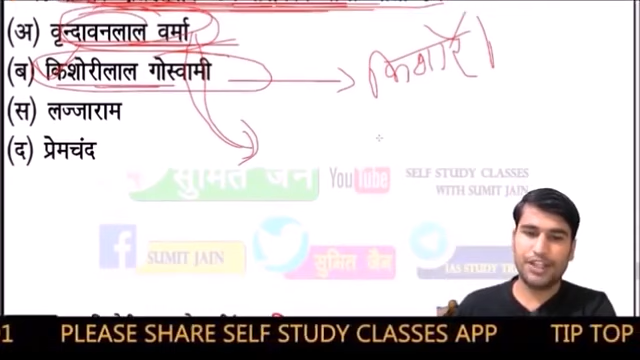 (अ) वृन्दावनलाल वर्मा
(ब) किशोरीलाल गोस्वामी
(स) लज्जाराम
(द) प्रेमचंद
सुमित जैन
YouTube
SELF STUDY CLASSES
WITH SUMIT JAIN
SUMIT JAIN
सुमित जैन
IAS STUDY
01 PLEASE SHARE SELF STUDY CLASSES APP TIP TOP